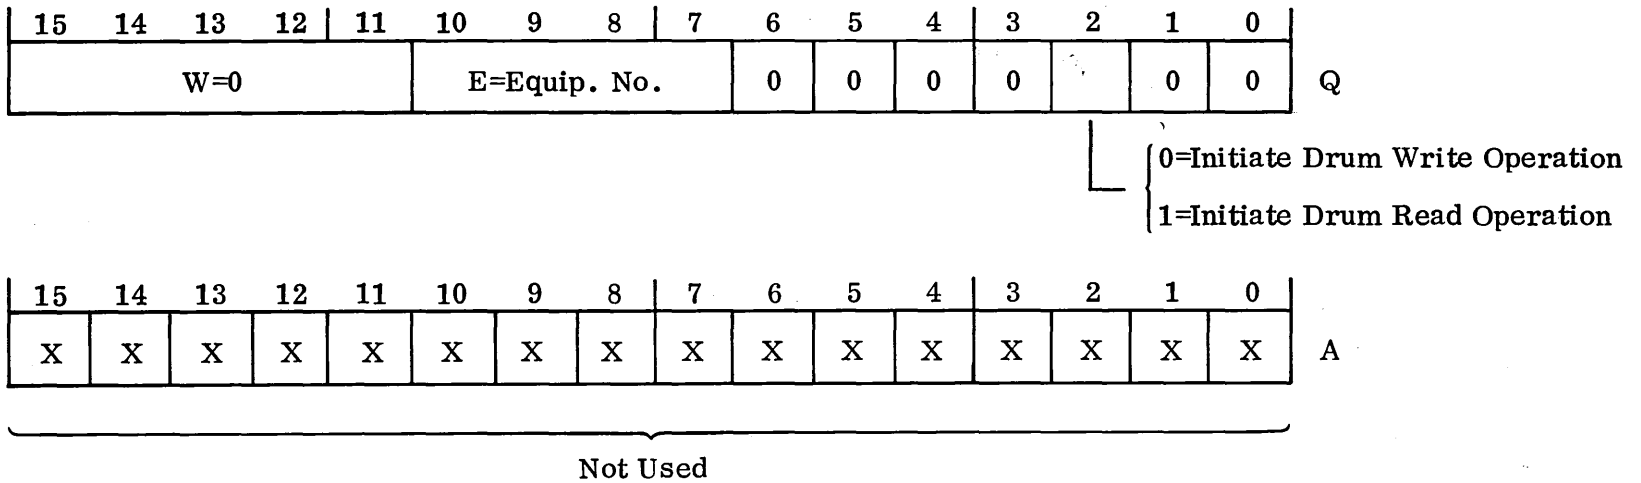 15 14 13 12 11 10 9 8 7 6 5 4 3 2 1 0
W=0 E=Equip. No. 0 0 0 0 0 0 Q
0=Initiate Drum Write Operation
1=Initiate Drum Read Operation
15 14 13 12 11 10 9 8 7 6 5 4 3 2 1 0
X X X X X X X X X X X X X X X X A
Not Used